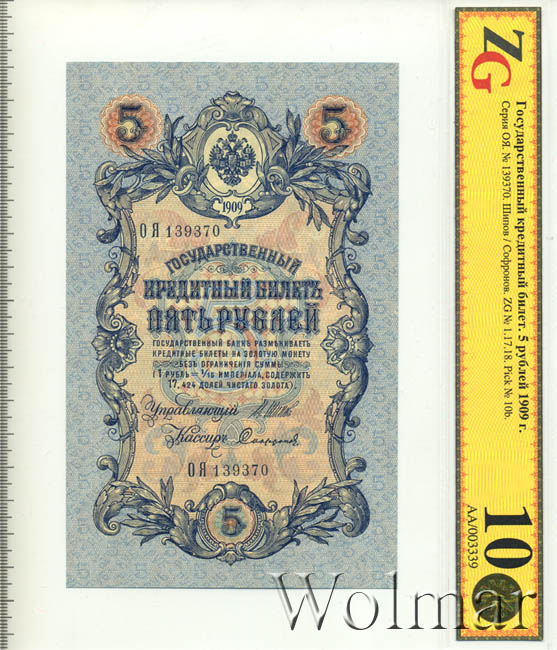 5 5
1909
ОЯ 139370
ГОСУДАРСТВЕННЫЙ
КРЕДИТНЫЙ БИЛЕТЪ
ПЯТЬ РУБЛЕЙ
ГОСУДАРСТВЕННЫЙ БАНКЪ РАЗМѢНИВАЕТЪ
КРЕДИТНЫЕ БИЛЕТЫ НА ЗОЛОТУЮ МОНЕТУ
БЕЗЪ ОГРАНИЧЕНІЯ СУММЫ
(1 РУБЛЬ = 1/15 ИМПЕРІАЛА, СОДЕРЖИТЪ
17,424 ДОЛЕЙ ЧИСТАГО ЗОЛОТА).
Управляющій
Кассиръ Софроновъ
ОЯ 139370
5
ZG
Государственный кредитный билет. 5 рублей 1909 г.
Серия ОЯ. № 139370. Шипов / Софронов. ZG № 1.17.18. Pick № 10b.
10
AA/003339
Wolmar